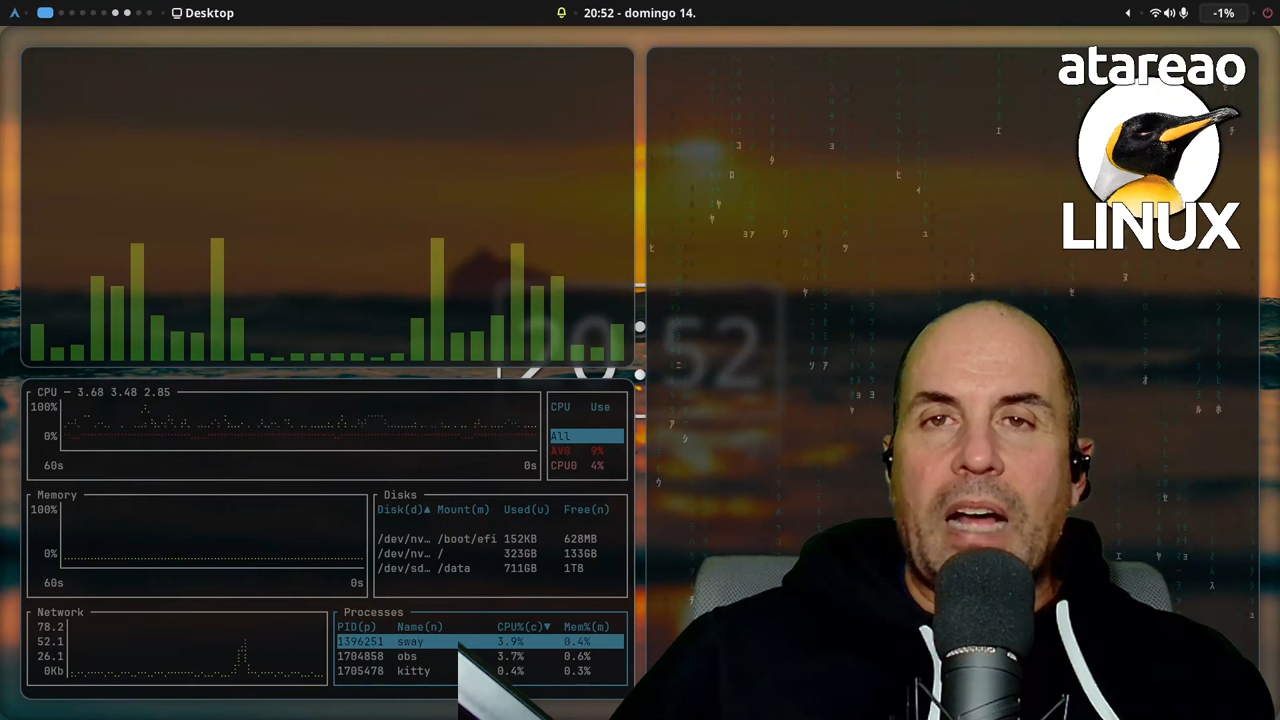 Desktop
20:52 - domingo 14.
-1%
atareao
LINUX
20:52
CPU — 3.68 3.48 2.85
100%
0%
60s 0s
CPU Use
All
AVG 9%
CPU0 4%
Memory
100%
0%
60s 0s
Disks
Disk(d)▲ Mount(m) Used(u) Free(n)
/dev/nv… /boot/efi 152KB 628MB
/dev/nv… / 323GB 133GB
/dev/sd… /data 711GB 1TB
Network
78.2
52.1
26.1
0Kb
Processes
PID(p) Name(n) CPU%(c)▼ Mem%(m)
1396251 sway 3.9% 0.4%
1704858 obs 3.7% 0.6%
1705478 kitty 0.4% 0.3%